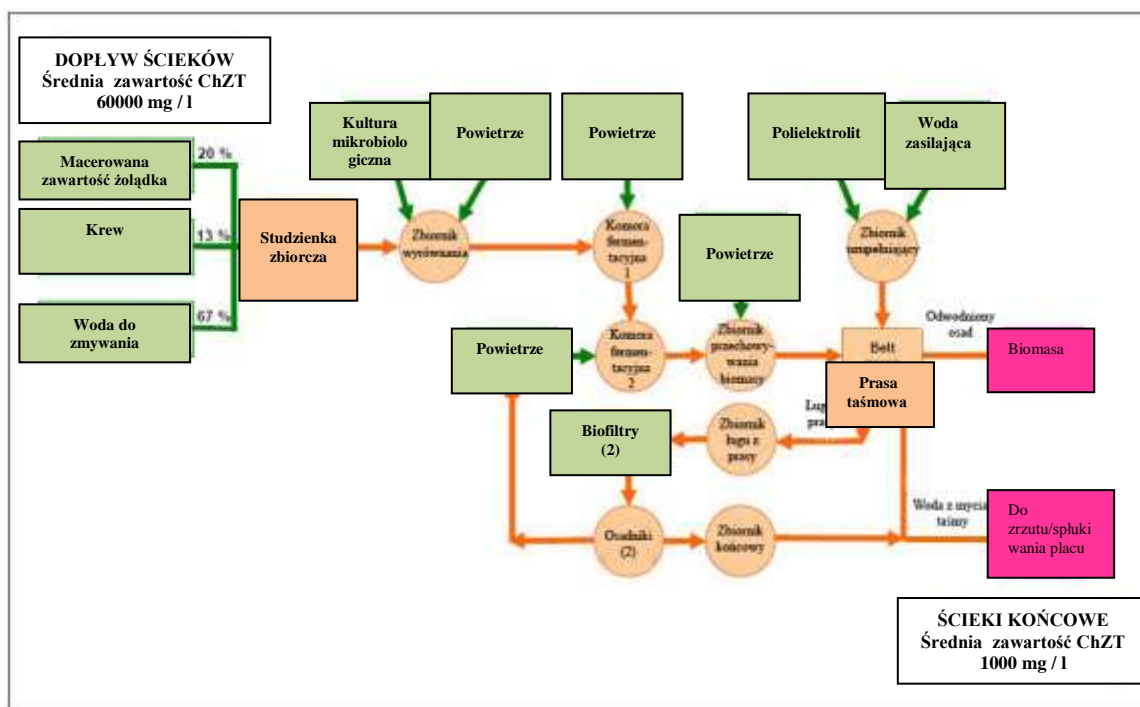 DOPŁYW ŚCIEKÓW
Średnia zawartość ChZT
60000 mg / l
Macerowana
zawartość żołądka
20 %
Krew
13 %
Woda do
zmywania
67 %
Studzienka
zbiorcza
Kultura
mikrobiolo
giczna
Powietrze
Zbiornik
wyrównania
Powietrze
Komora
fermen-
tacyjna
1
Polielektrolit
Woda
zasilająca
Zbiornik
uzupełniający
Powietrze
Powietrze
Komora
fermen-
tacyjna
2
Zbiornik
przechowy-
wania
biomasy
Belt
Prasa
taśmowa
Odwodniony
osad
Biomasa
Biofiltry
(2)
Zbiornik
ługu z
prasy
Osadniki
(2)
Zbiornik
końcowy
Woda z mycia
taśmy
Do
zrzutu/spłuki
wania placu
ŚCIEKI KOŃCOWE
Średnia zawartość ChZT
1000 mg / l